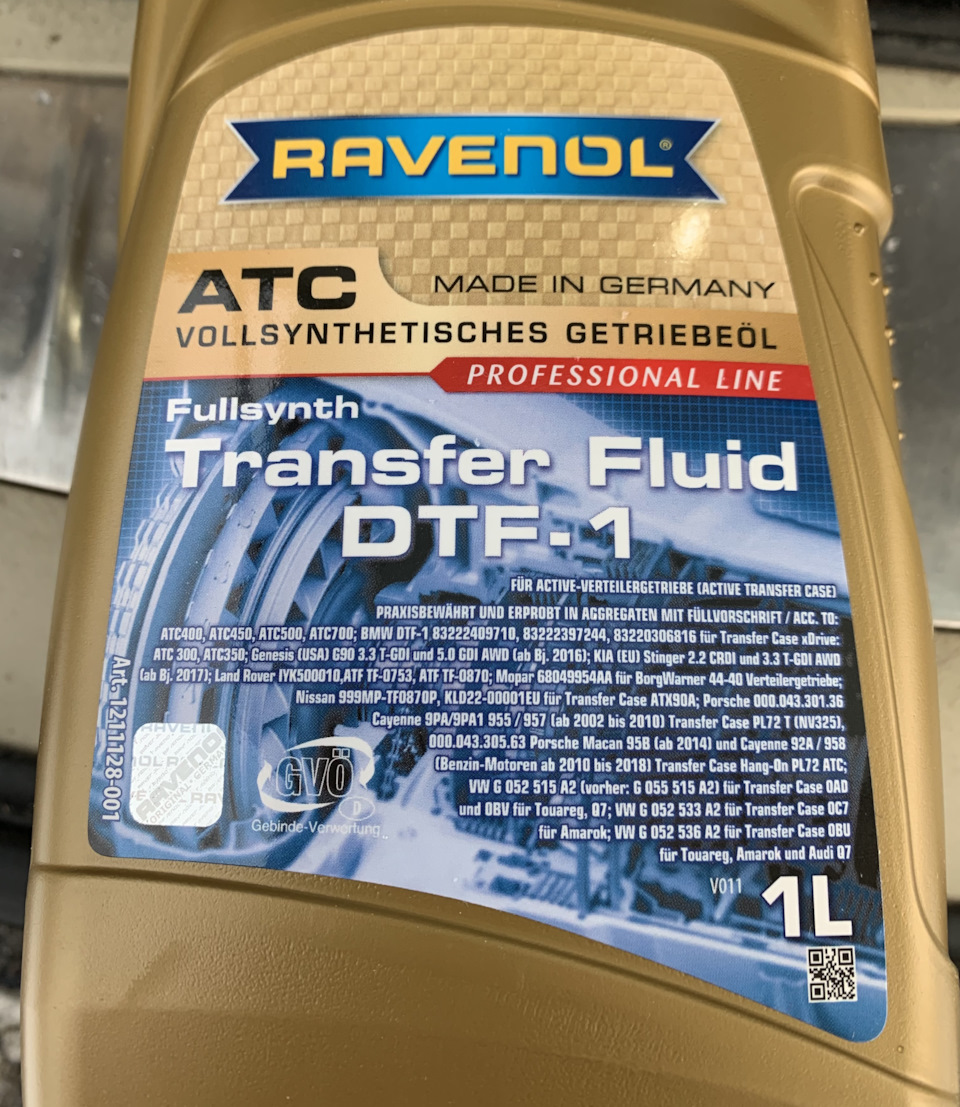 RAVENOL®
ATC
MADE IN GERMANY
VOLLSYNTHETISCHES GETRIEBEÖL
PROFESSIONAL LINE
Fullsynth
Transfer Fluid
DTF-1
FÜR ACTIVE-VERTEILERGETRIEBE (ACTIVE TRANSFER CASE)
PRAXISBEWÄHRT UND ERPROBT IN AGGREGATEN MIT FÜLLVORSCHRIFT / ACC. TO:
ATC400, ATC450, ATC500, ATC700; BMW DTF-1 83222409710, 83222397244, 83220306816 für Transfer Case xDrive:
ATC 300, ATC350; Genesis (USA) G90 3.3 T-GDI und 5.0 GDI AWD (ab Bj. 2016); KIA (EU) Stinger 2.2 CRDI und 3.3 T-GDI AWD
(ab Bj. 2017); Land Rover IYK500010,ATF TF-0753, ATF TF-0870; Mopar 68049954AA für BorgWarner 44-40 Verteilergetriebe;
Nissan 999MP-TF0870P, KLD22-00001EU für Transfer Case ATX90A; Porsche 000.043.301.36
Cayenne 9PA/9PA1 955 / 957 (ab 2002 bis 2010) Transfer Case PL72 T (NV325),
000.043.305.63 Porsche Macan 95B (ab 2014) und Cayenne 92A / 958
(Benzin-Motoren ab 2010 bis 2018) Transfer Case Hang-On PL72 ATC;
VW G 052 515 A2 (vorher: G 055 515 A2) für Transfer Case 0AD
und 0BV für Touareg, Q7; VW G 052 533 A2 für Transfer Case 0C7
für Amarok; VW G 052 536 A2 für Transfer Case 0BU
für Touareg, Amarok und Audi Q7
Art.-1211128-001
RAVENOL
ORIGINAL GERMAN
GVÖ
D
Gebinde-Verwertung
V011
1L